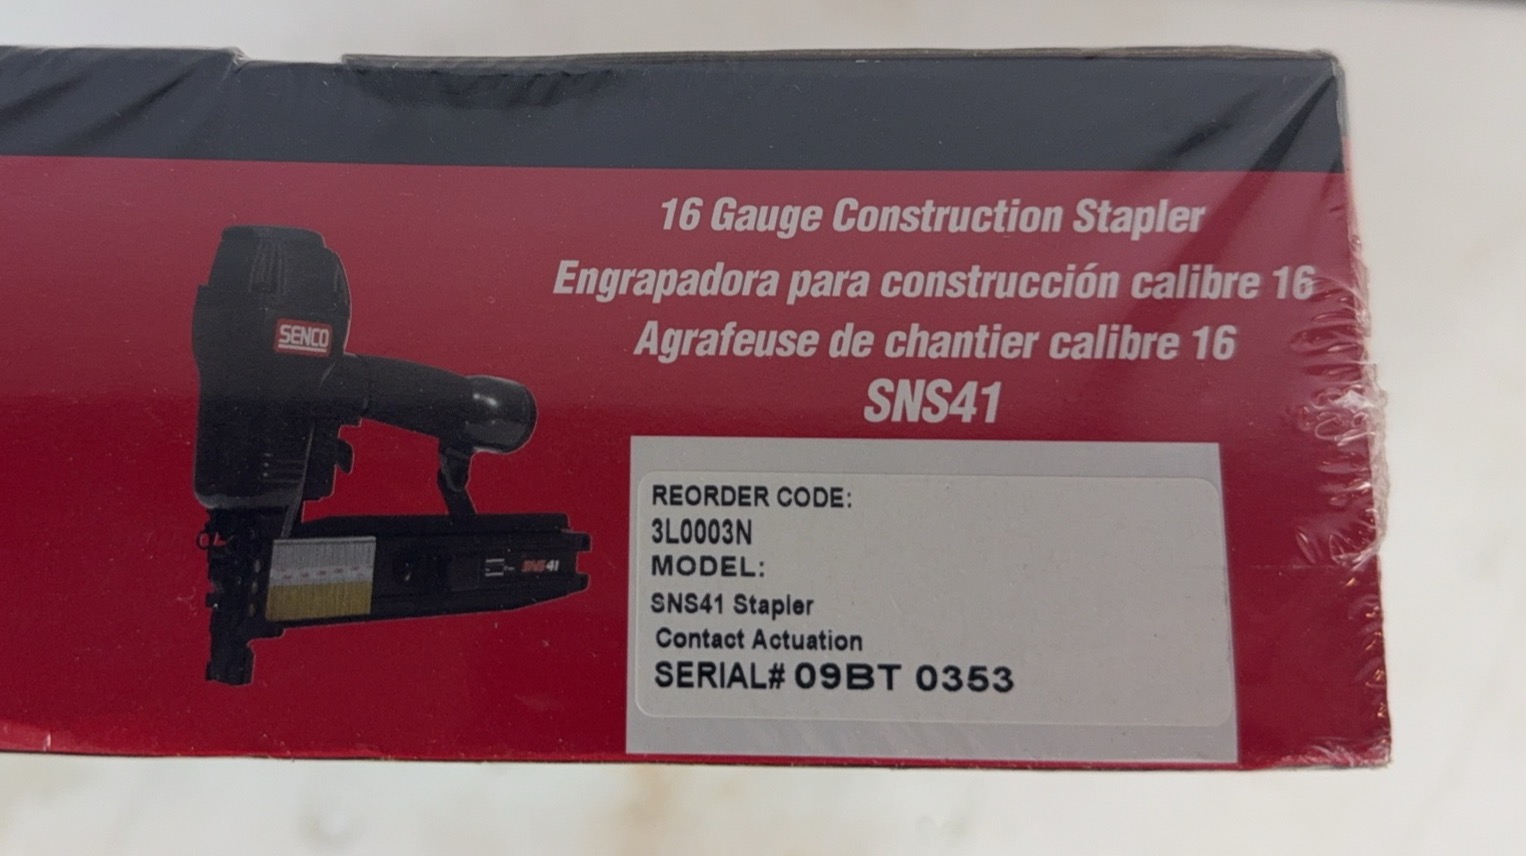 16 Gauge Construction Stapler
Engrapadora para construcción calibre 16
Agrafeuse de chantier calibre 16
SNS41
SENCO
SNS41
REORDER CODE:
3L0003N
MODEL:
SNS41 Stapler
Contact Actuation
SERIAL# 09BT 0353